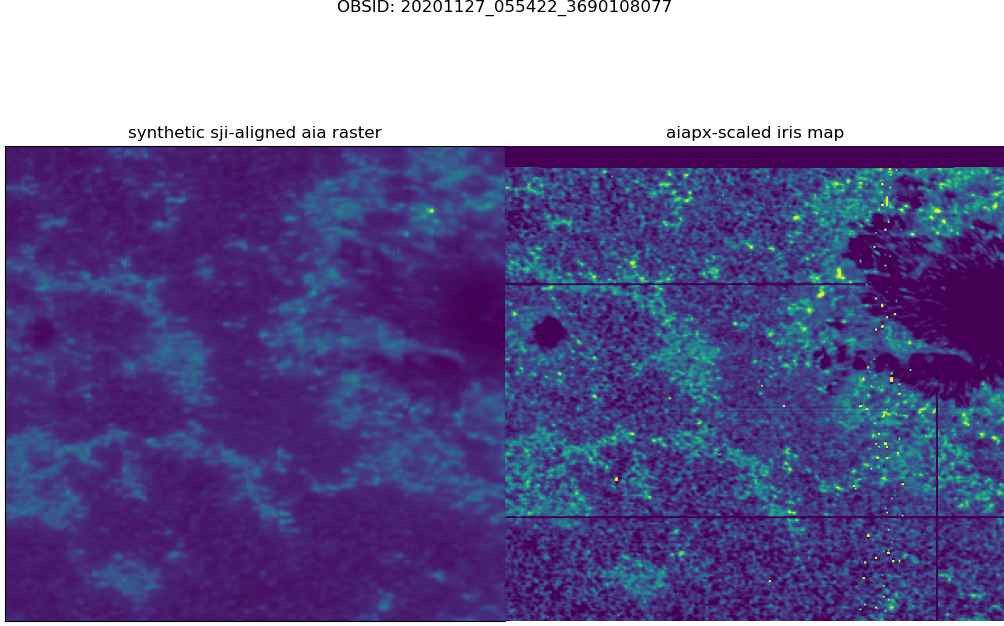 OBSID: 20201127_055422_3690108077
synthetic sji-aligned aia raster
aiapx-scaled iris map